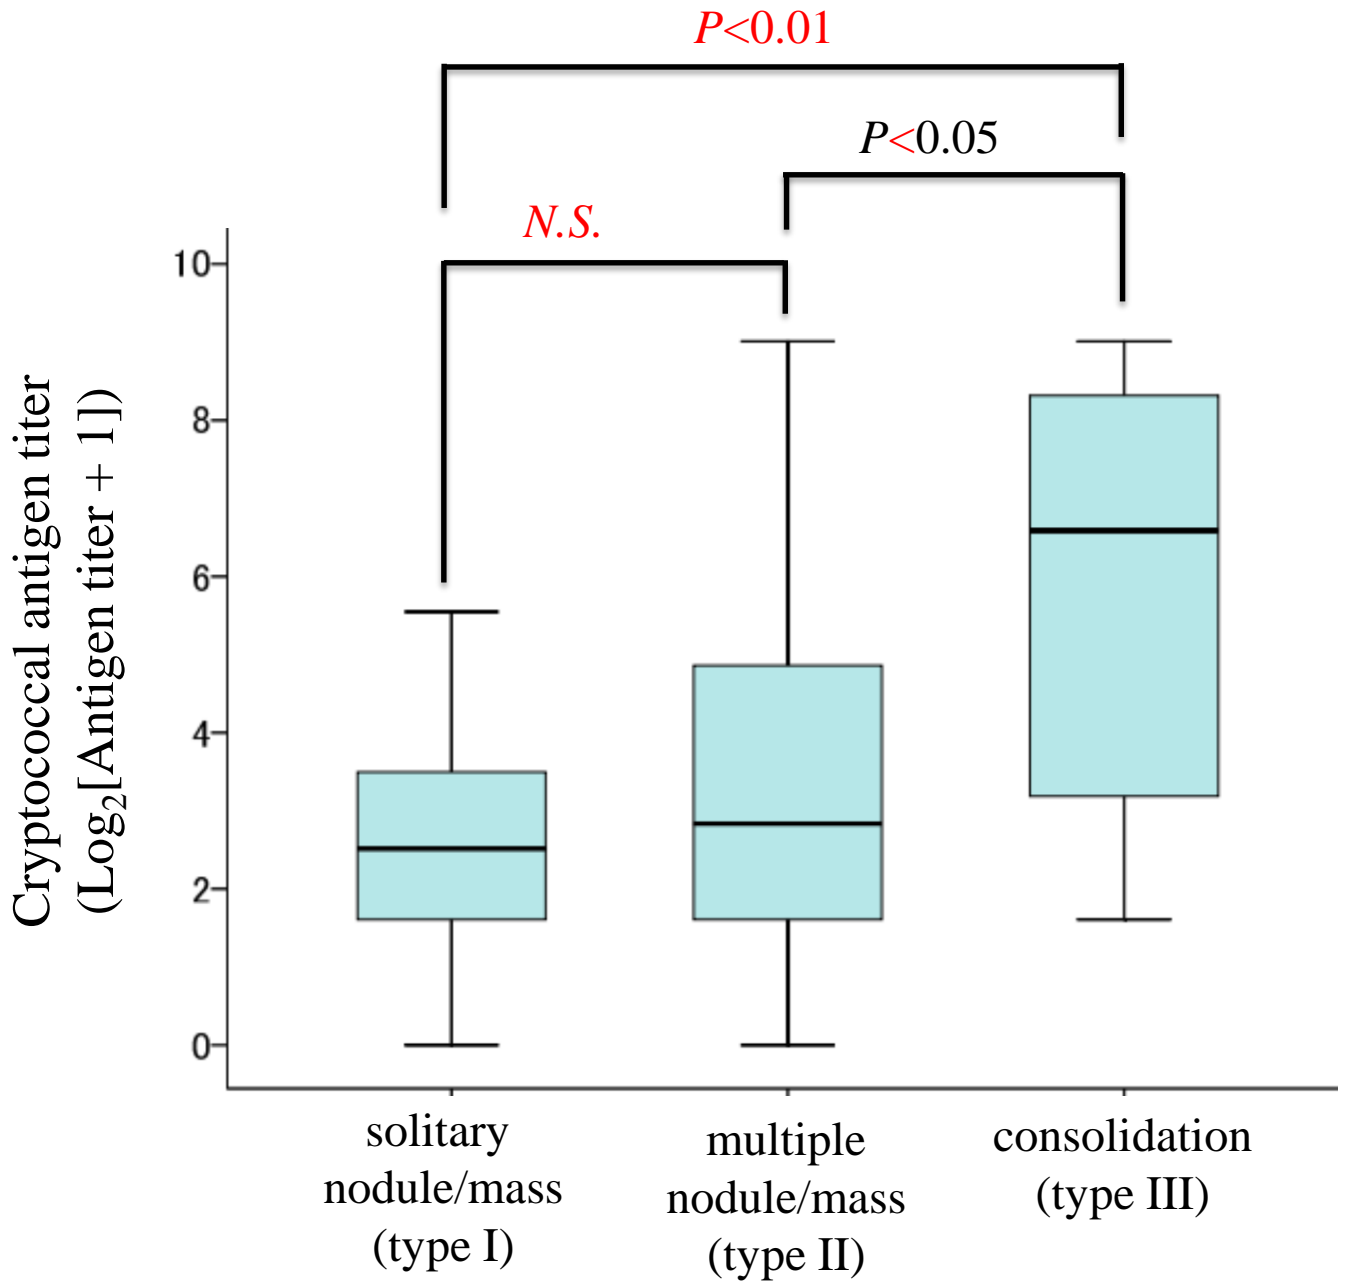 P<0.01
P<0.05
N.S.
10
8
6
4
2
0
Cryptococcal antigen titer
(Log₂[Antigen titer + 1])
solitary
nodule/mass
(type I)
multiple
nodule/mass
(type II)
consolidation
(type III)